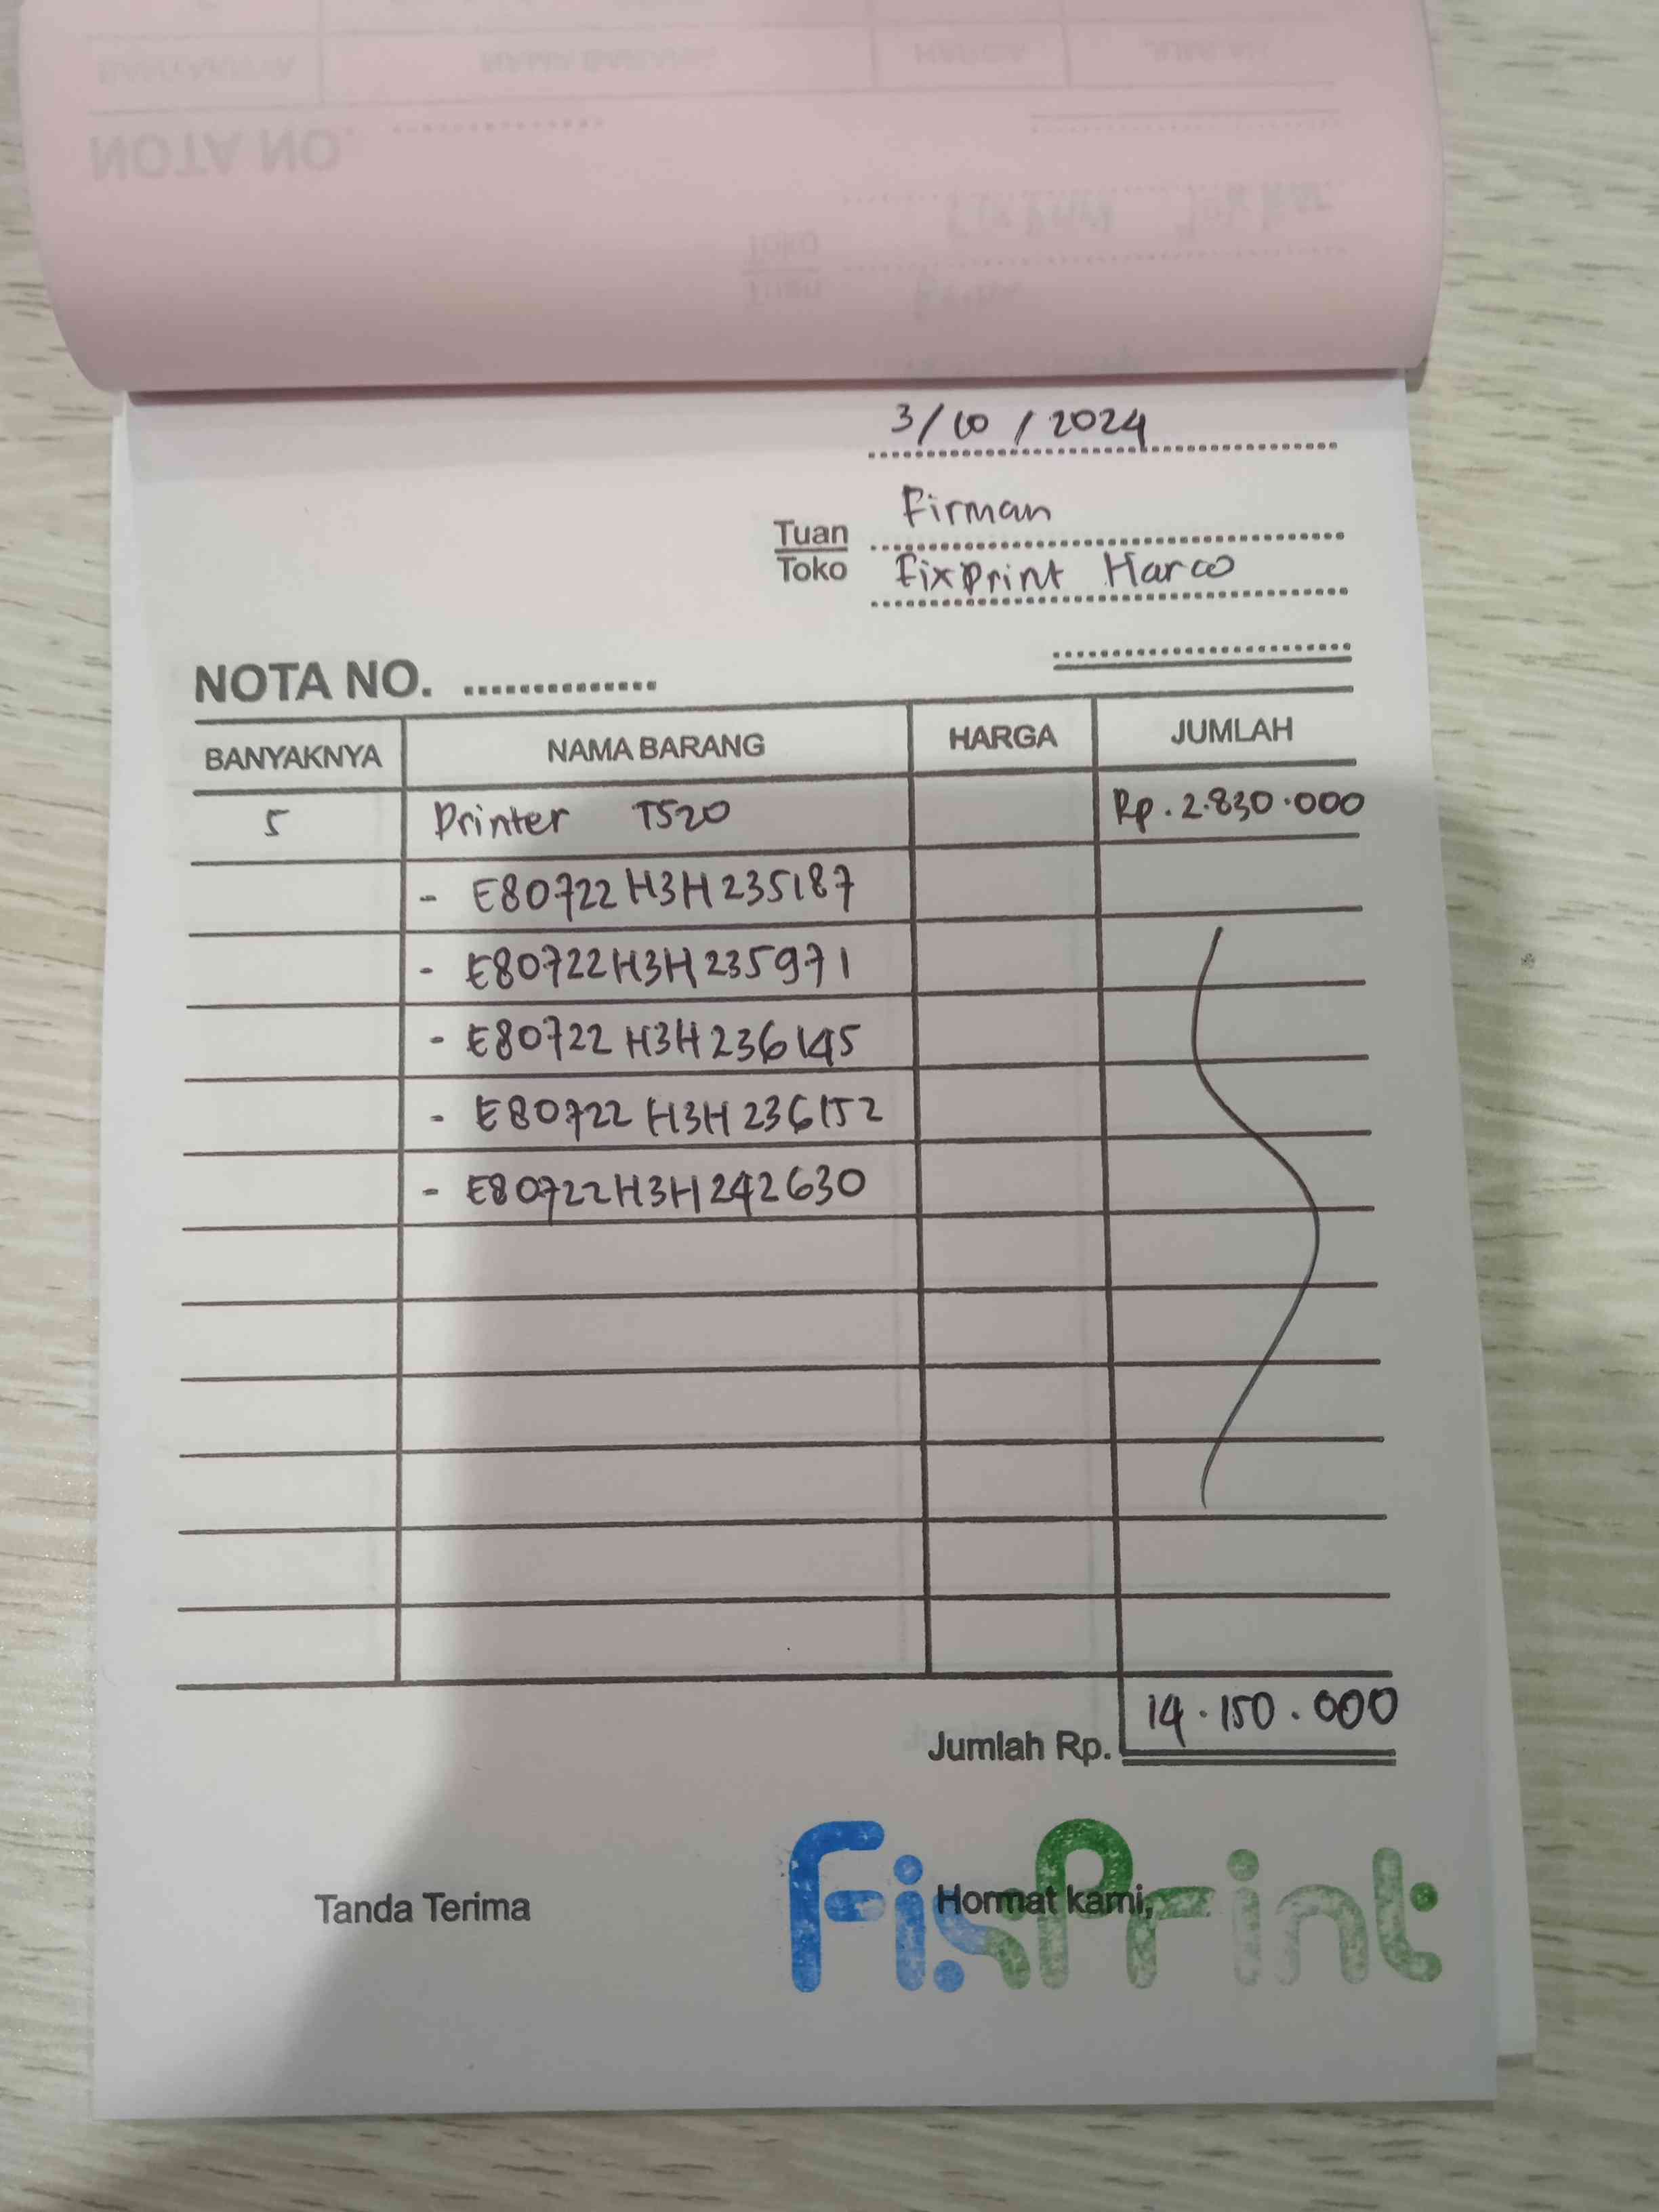 3/10/2024
Tuan Firman
Toko FixPrint Harco
NOTA NO. ..............
BANYAKNYA NAMA BARANG HARGA JUMLAH
5 Printer T520 Rp. 2.830.000
- E80722H3H235187
- E80722H3H235971
- E80722H3H236145
- E80722H3H236152
- E80722H3H242630
Jumlah Rp. 14.150.000
Tanda Terima Hormat kami,
FixPrint